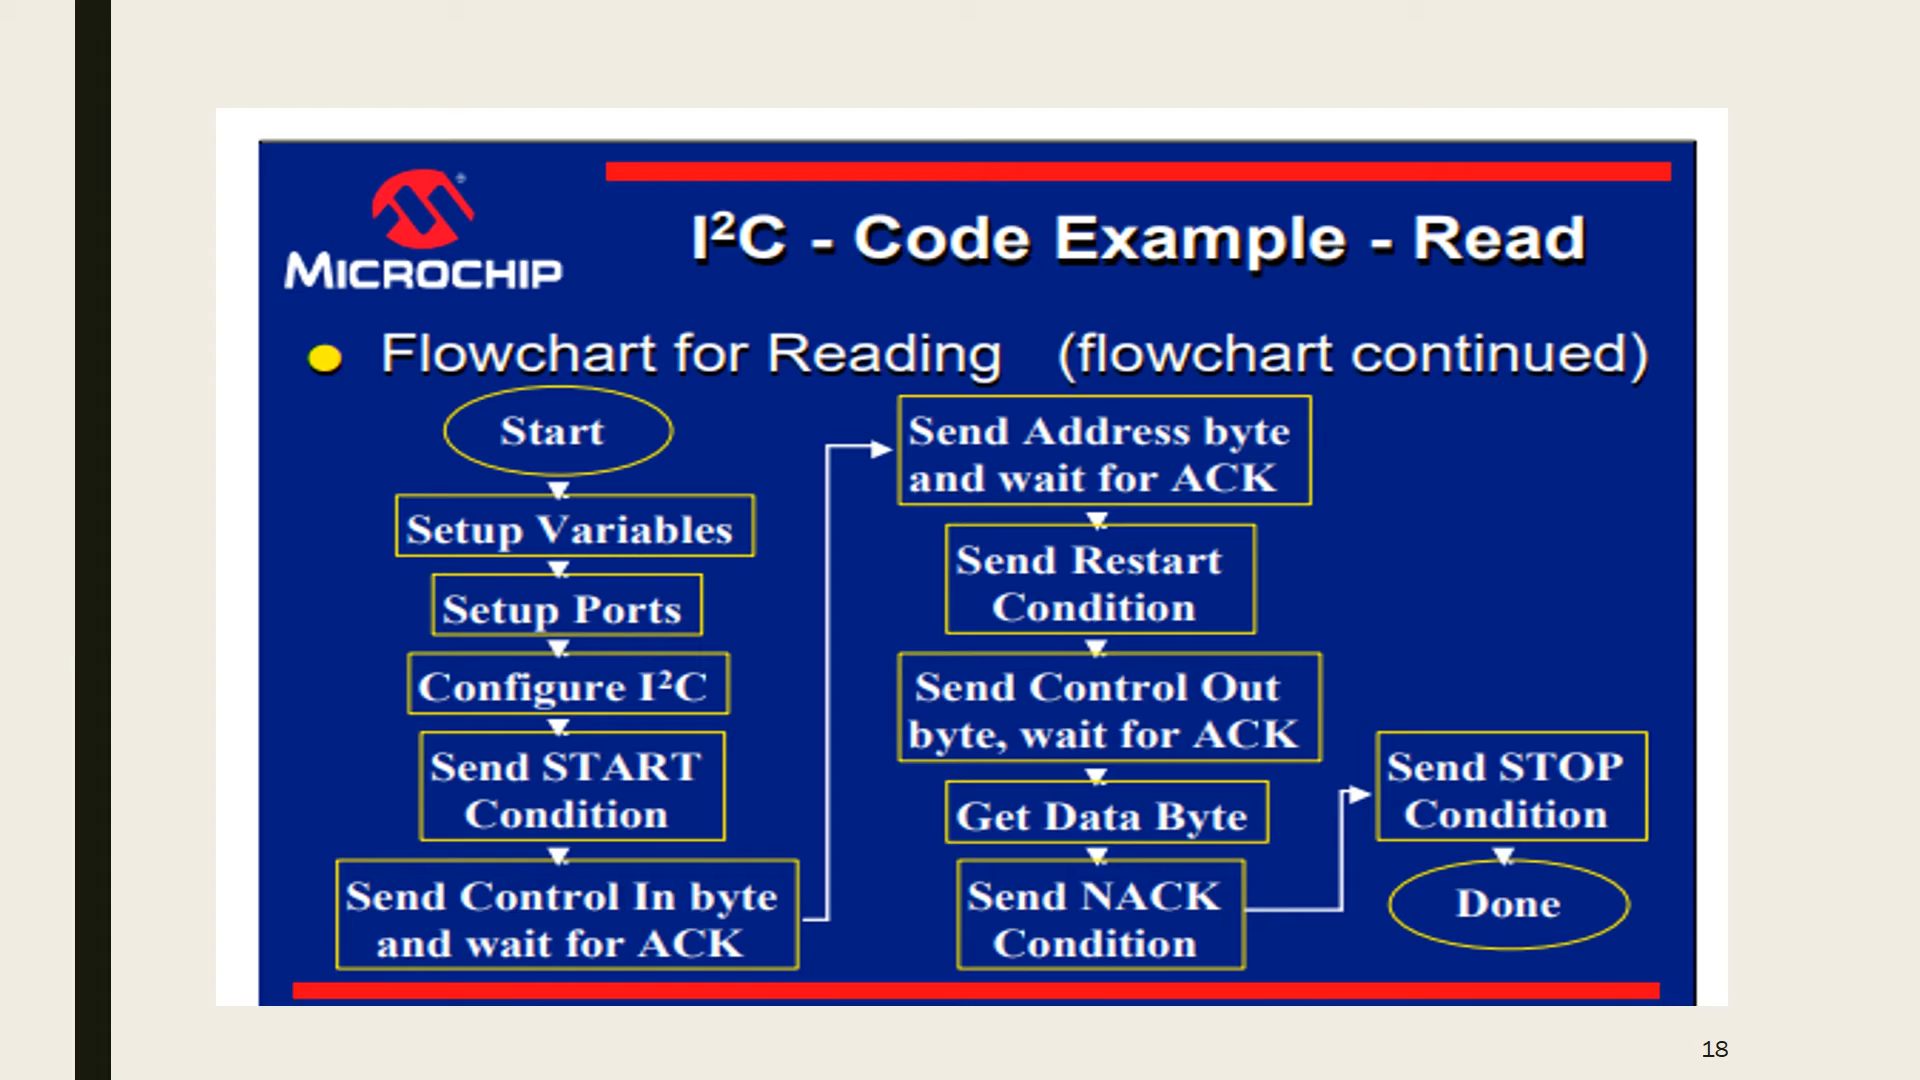 MICROCHIP
I²C - Code Example - Read
Flowchart for Reading (flowchart continued)
Start
Setup Variables
Setup Ports
Configure I²C
Send START
Condition
Send Control In byte
and wait for ACK
Send Address byte
and wait for ACK
Send Restart
Condition
Send Control Out
byte, wait for ACK
Get Data Byte
Send NACK
Condition
Send STOP
Condition
Done
18